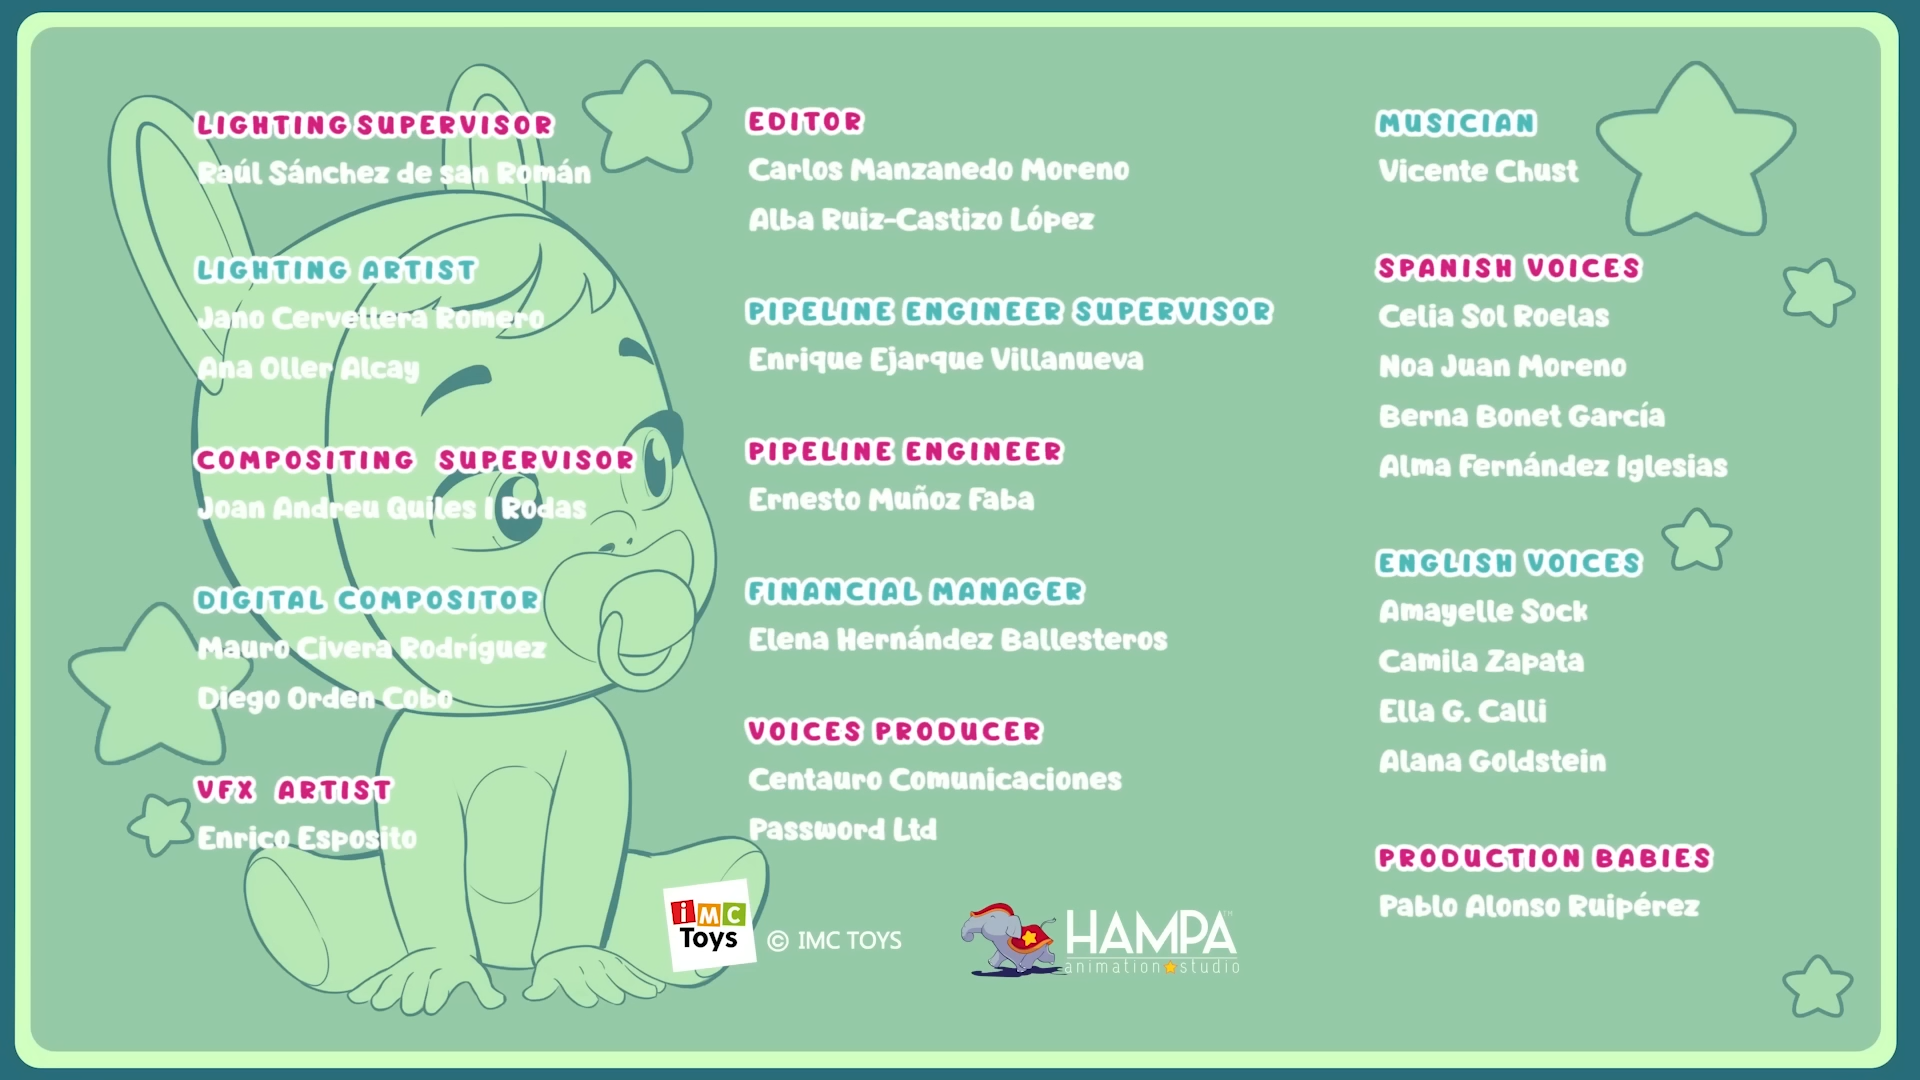 LIGHTING SUPERVISOR
Raúl Sánchez de san Román
LIGHTING ARTIST
Jano Cervellera Romero
Ana Oller Alcay
COMPOSITING SUPERVISOR
Joan Andreu Quiles I Rodas
DIGITAL COMPOSITOR
Mauro Civera Rodríguez
Diego Orden Cobo
VFX ARTIST
Enrico Esposito
EDITOR
Carlos Manzanedo Moreno
Alba Ruiz-Castizo López
PIPELINE ENGINEER SUPERVISOR
Enrique Ejarque Villanueva
PIPELINE ENGINEER
Ernesto Muñoz Faba
FINANCIAL MANAGER
Elena Hernández Ballesteros
VOICES PRODUCER
Centauro Comunicaciones
Password Ltd
MUSICIAN
Vicente Chust
SPANISH VOICES
Celia Sol Roelas
Noa Juan Moreno
Berna Bonet García
Alma Fernández Iglesias
ENGLISH VOICES
Amayelle Sock
Camila Zapata
Ella G. Calli
Alana Goldstein
PRODUCTION BABIES
Pablo Alonso Ruipérez
iMC
Toys
© IMC TOYS
HAMPA™
animation studio